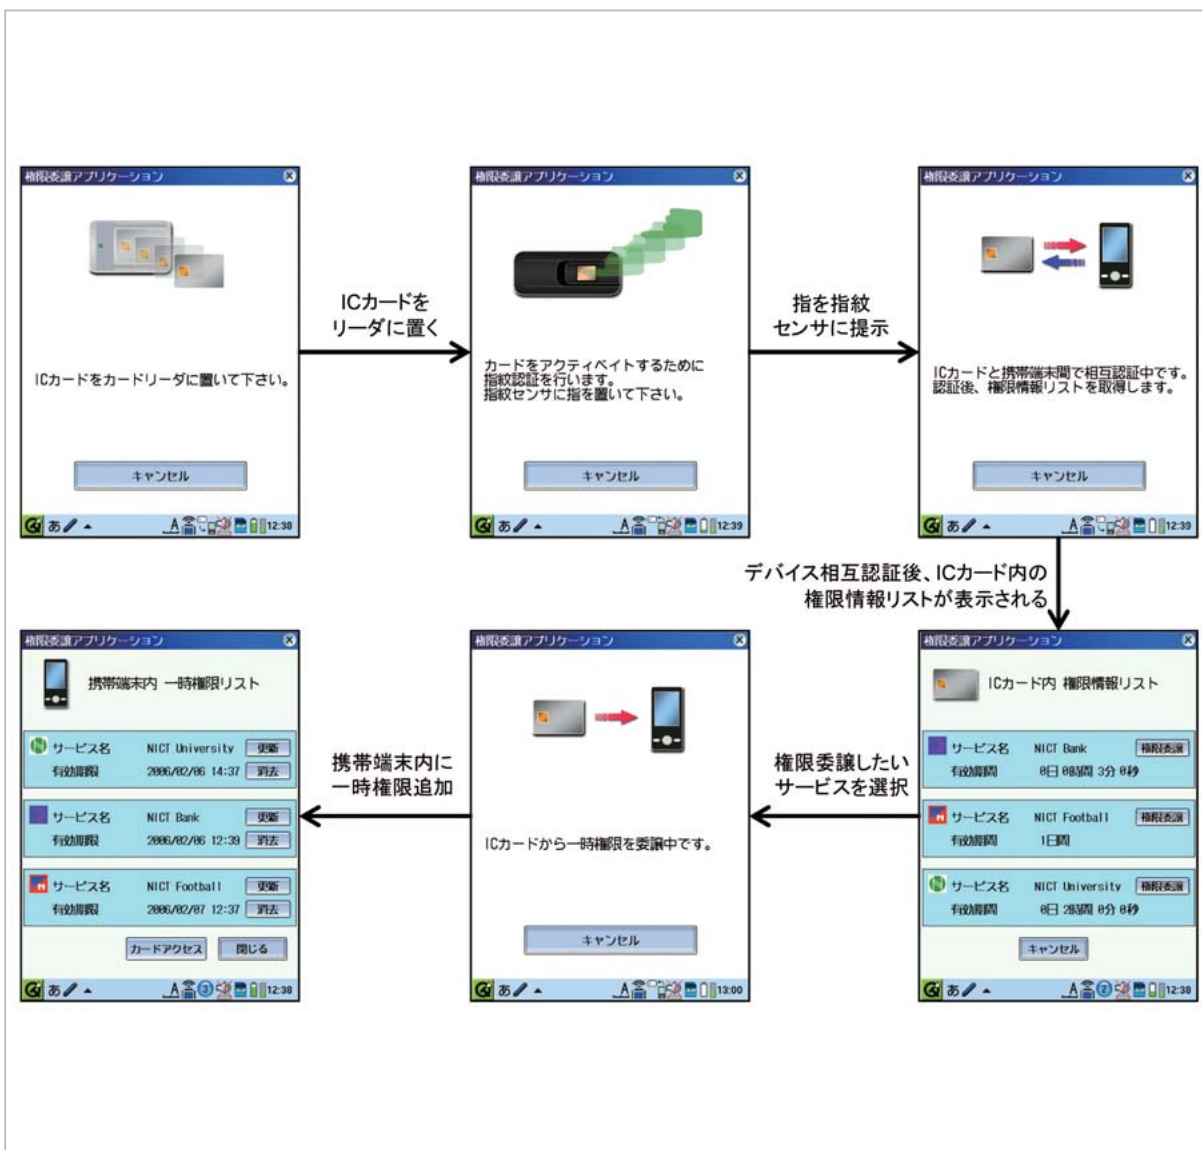 権限委譲アプリケーション
ICカードをカードリーダに置いて下さい。
キャンセル
あ
A
12:38
ICカードを
リーダに置く
権限委譲アプリケーション
カードをアクティベイトするために
指紋認証を行います。
指紋センサに指を置いて下さい。
キャンセル
あ
A
12:39
指を指紋
センサに提示
権限委譲アプリケーション
ICカードと携帯端末間で相互認証中です。
認証後、権限情報リストを取得します。
キャンセル
あ
A
12:39
デバイス相互認証後、ICカード内の
権限情報リストが表示される
権限委譲アプリケーション
ICカード内 権限情報リスト
サービス名 NICT Bank 権限委譲
有効期間 0日 0時間 3分 0秒
サービス名 NICT Football 権限委譲
有効期間 1日間
サービス名 NICT University 権限委譲
有効期間 0日 2時間 0分 0秒
キャンセル
あ
A
2
12:38
権限委譲したい
サービスを選択
権限委譲アプリケーション
ICカードから一時権限を委譲中です。
キャンセル
あ
A
13:00
携帯端末内に
一時権限追加
権限委譲アプリケーション
携帯端末内 一時権限リスト
サービス名 NICT University 更新
有効期限 2006/02/06 14:37 消去
サービス名 NICT Bank 更新
有効期限 2006/02/06 12:39 消去
サービス名 NICT Football 更新
有効期限 2006/02/07 12:37 消去
カードアクセス 閉じる
あ
A
3
12:38